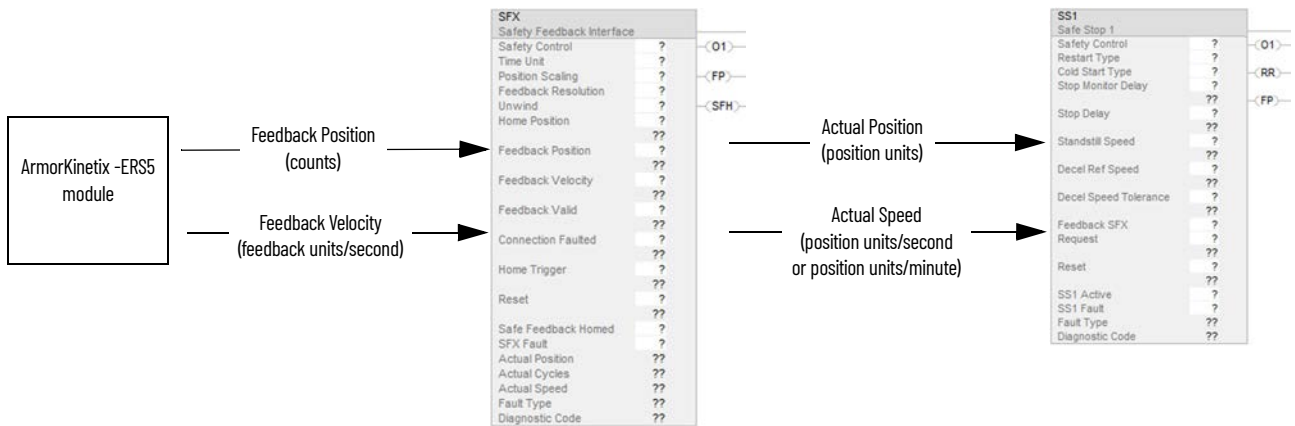 ArmorKinetix -ERS5
module
Feedback Position
(counts)
Feedback Velocity
(feedback units/second)
SFX
Safety Feedback Interface
Safety Control ?
Time Unit ?
Position Scaling ?
Feedback Resolution ?
Unwind ?
Home Position ?
??
Feedback Position ?
??
Feedback Velocity ?
??
Feedback Valid ?
??
Connection Faulted ?
??
Home Trigger ?
??
Reset ?
??
Safe Feedback Homed ?
SFX Fault ?
Actual Position ??
Actual Cycles ??
Actual Speed ??
Fault Type ??
Diagnostic Code ??
O1
FP
SFH
Actual Position
(position units)
Actual Speed
(position units/second
or position units/minute)
SS1
Safe Stop 1
Safety Control ?
Restart Type ?
Cold Start Type ?
Stop Monitor Delay ?
??
Stop Delay ?
??
Standstill Speed ?
??
Decel Ref Speed ?
??
Decel Speed Tolerance ?
??
Feedback SFX ?
Request ?
??
Reset ?
??
SS1 Active ?
SS1 Fault ?
Fault Type ??
Diagnostic Code ??
O1
RR
FP